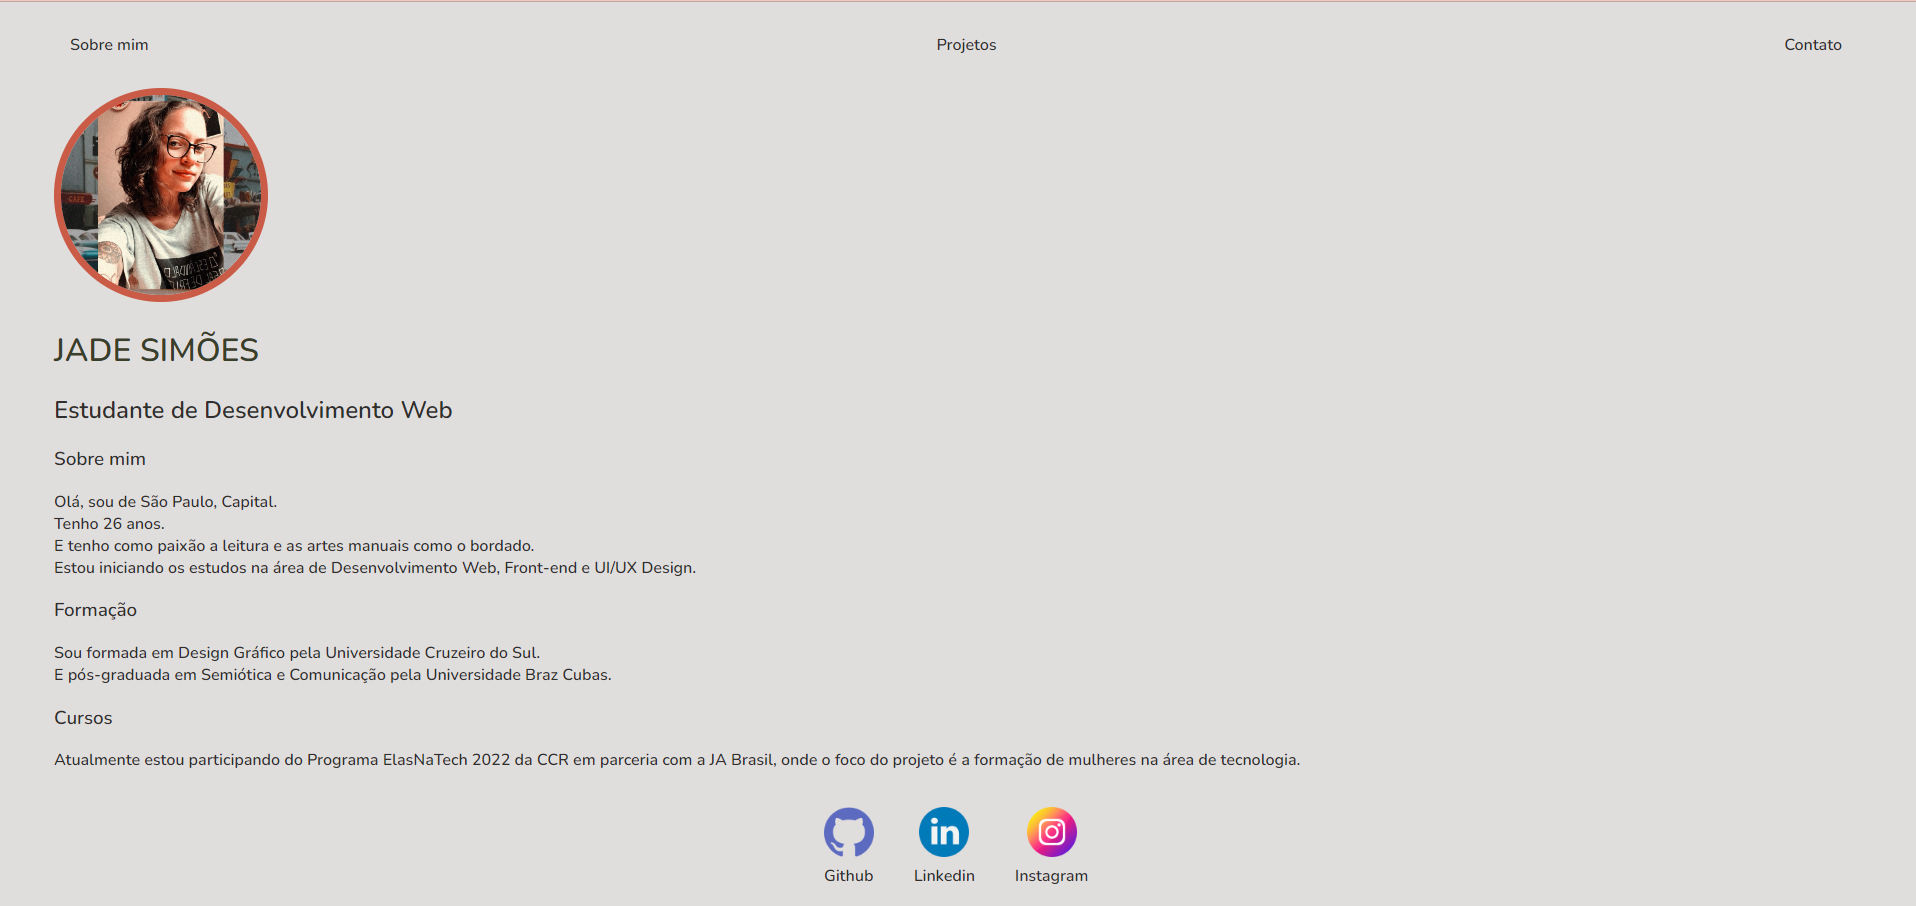 Sobre mim
Projetos
Contato
JADE SIMÕES
Estudante de Desenvolvimento Web
Sobre mim
Olá, sou de São Paulo, Capital.
Tenho 26 anos.
E tenho como paixão a leitura e as artes manuais como o bordado.
Estou iniciando os estudos na área de Desenvolvimento Web, Front-end e UI/UX Design.
Formação
Sou formada em Design Gráfico pela Universidade Cruzeiro do Sul.
E pós-graduada em Semiótica e Comunicação pela Universidade Braz Cubas.
Cursos
Atualmente estou participando do Programa ElasNaTech 2022 da CCR em parceria com a JA Brasil, onde o foco do projeto é a formação de mulheres na área de tecnologia.
in
Github
Linkedin
Instagram